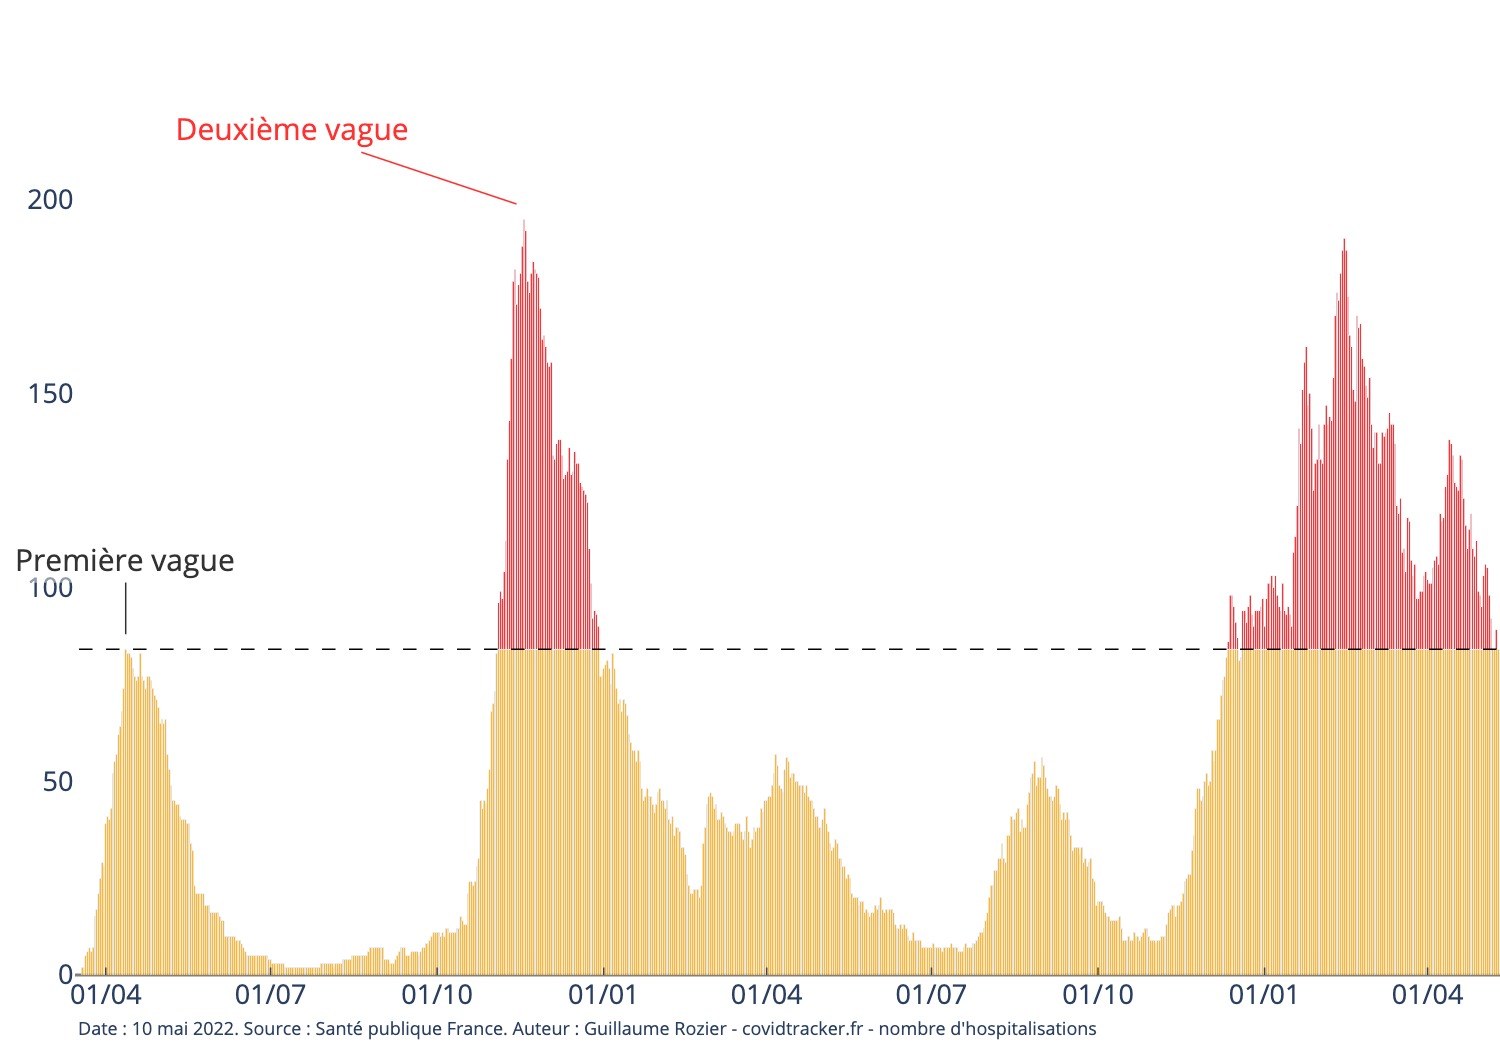 Deuxième vague
200
150
Première vague
100
50
0
01/04 01/07 01/10 01/01 01/04 01/07 01/10 01/01 01/04
Date : 10 mai 2022. Source : Santé publique France. Auteur : Guillaume Rozier - covidtracker.fr - nombre d'hospitalisations